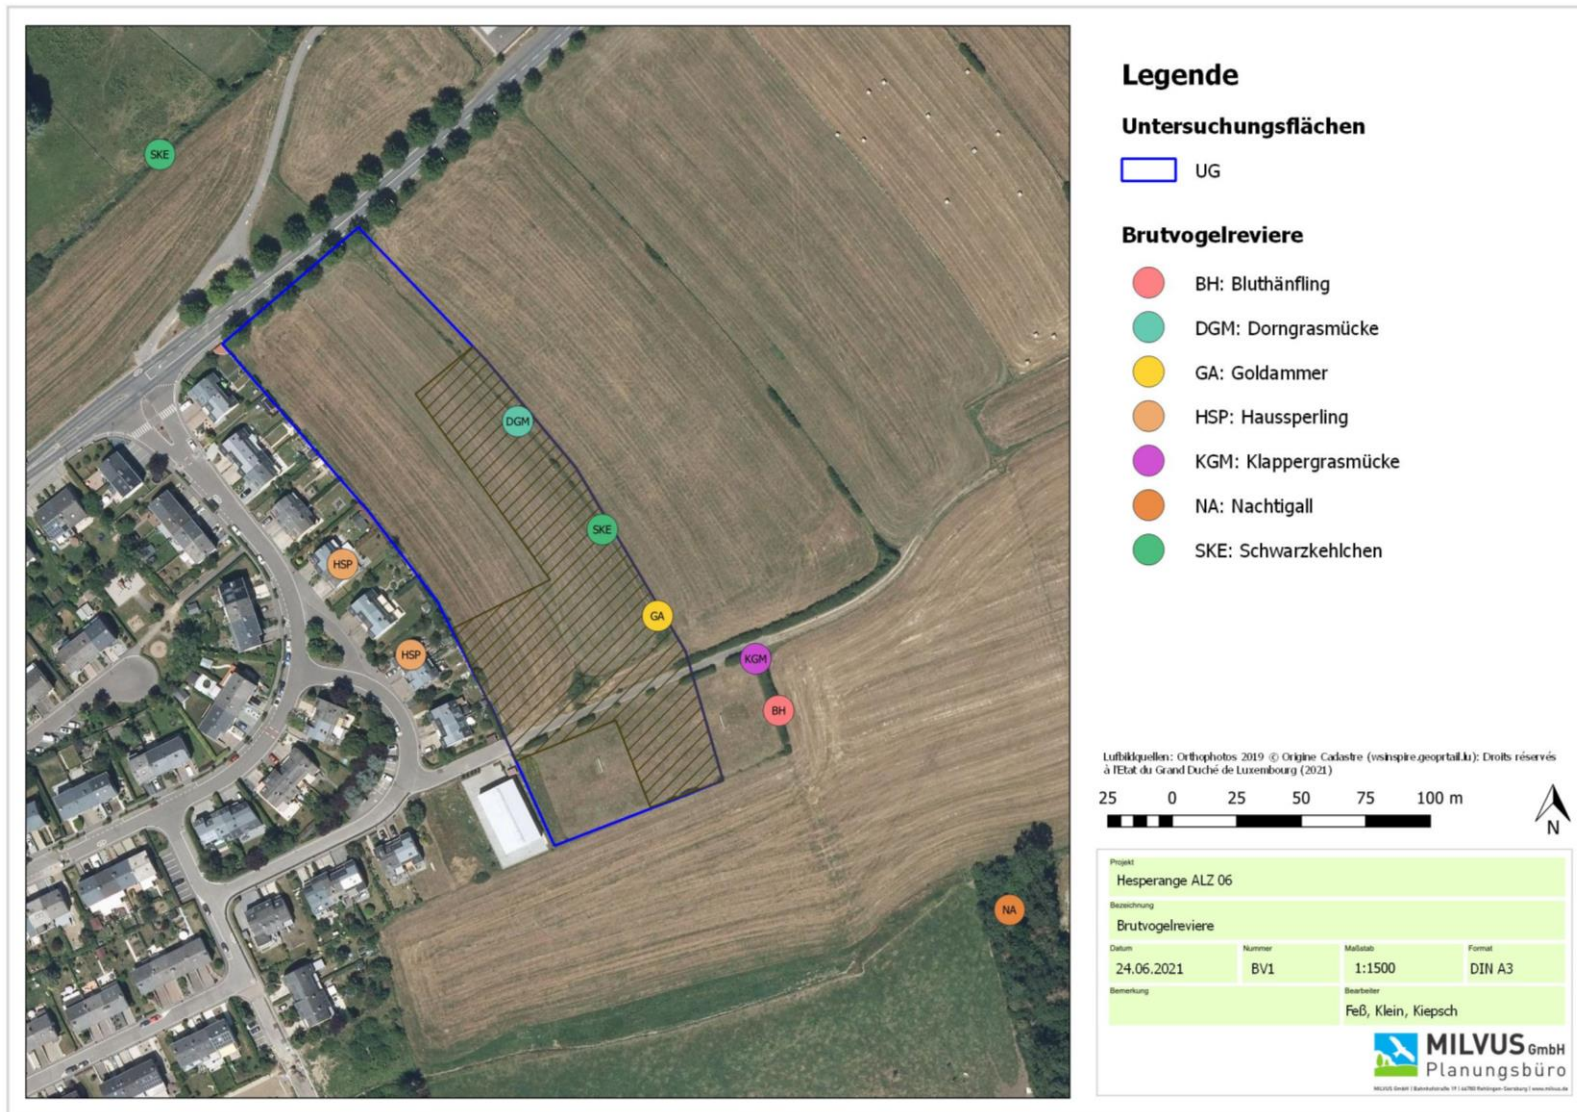 SKE
DGM
SKE
HSP
GA
HSP
KGM
BH
NA
Legende
Untersuchungsflächen
UG
Brutvogelreviere
BH: Bluthänfling
DGM: Dorngrasmücke
GA: Goldammer
HSP: Haussperling
KGM: Klappergrasmücke
NA: Nachtigall
SKE: Schwarzkehlchen
Luftbildquellen: Orthophotos 2019 © Origine Cadastre (wsinspire.geoprtail.lu): Droits réservés
à l'Etat du Grand Duché de Luxembourg (2021)
25 0 25 50 75 100 m
N
Projekt
Hesperange ALZ 06
Bezeichnung
Brutvogelreviere
Datum Nummer Maßstab Format
24.06.2021 BV1 1:1500 DIN A3
Bemerkung Bearbeiter
Feß, Klein, Kiepsch
MILVUS GmbH
Planungsbüro